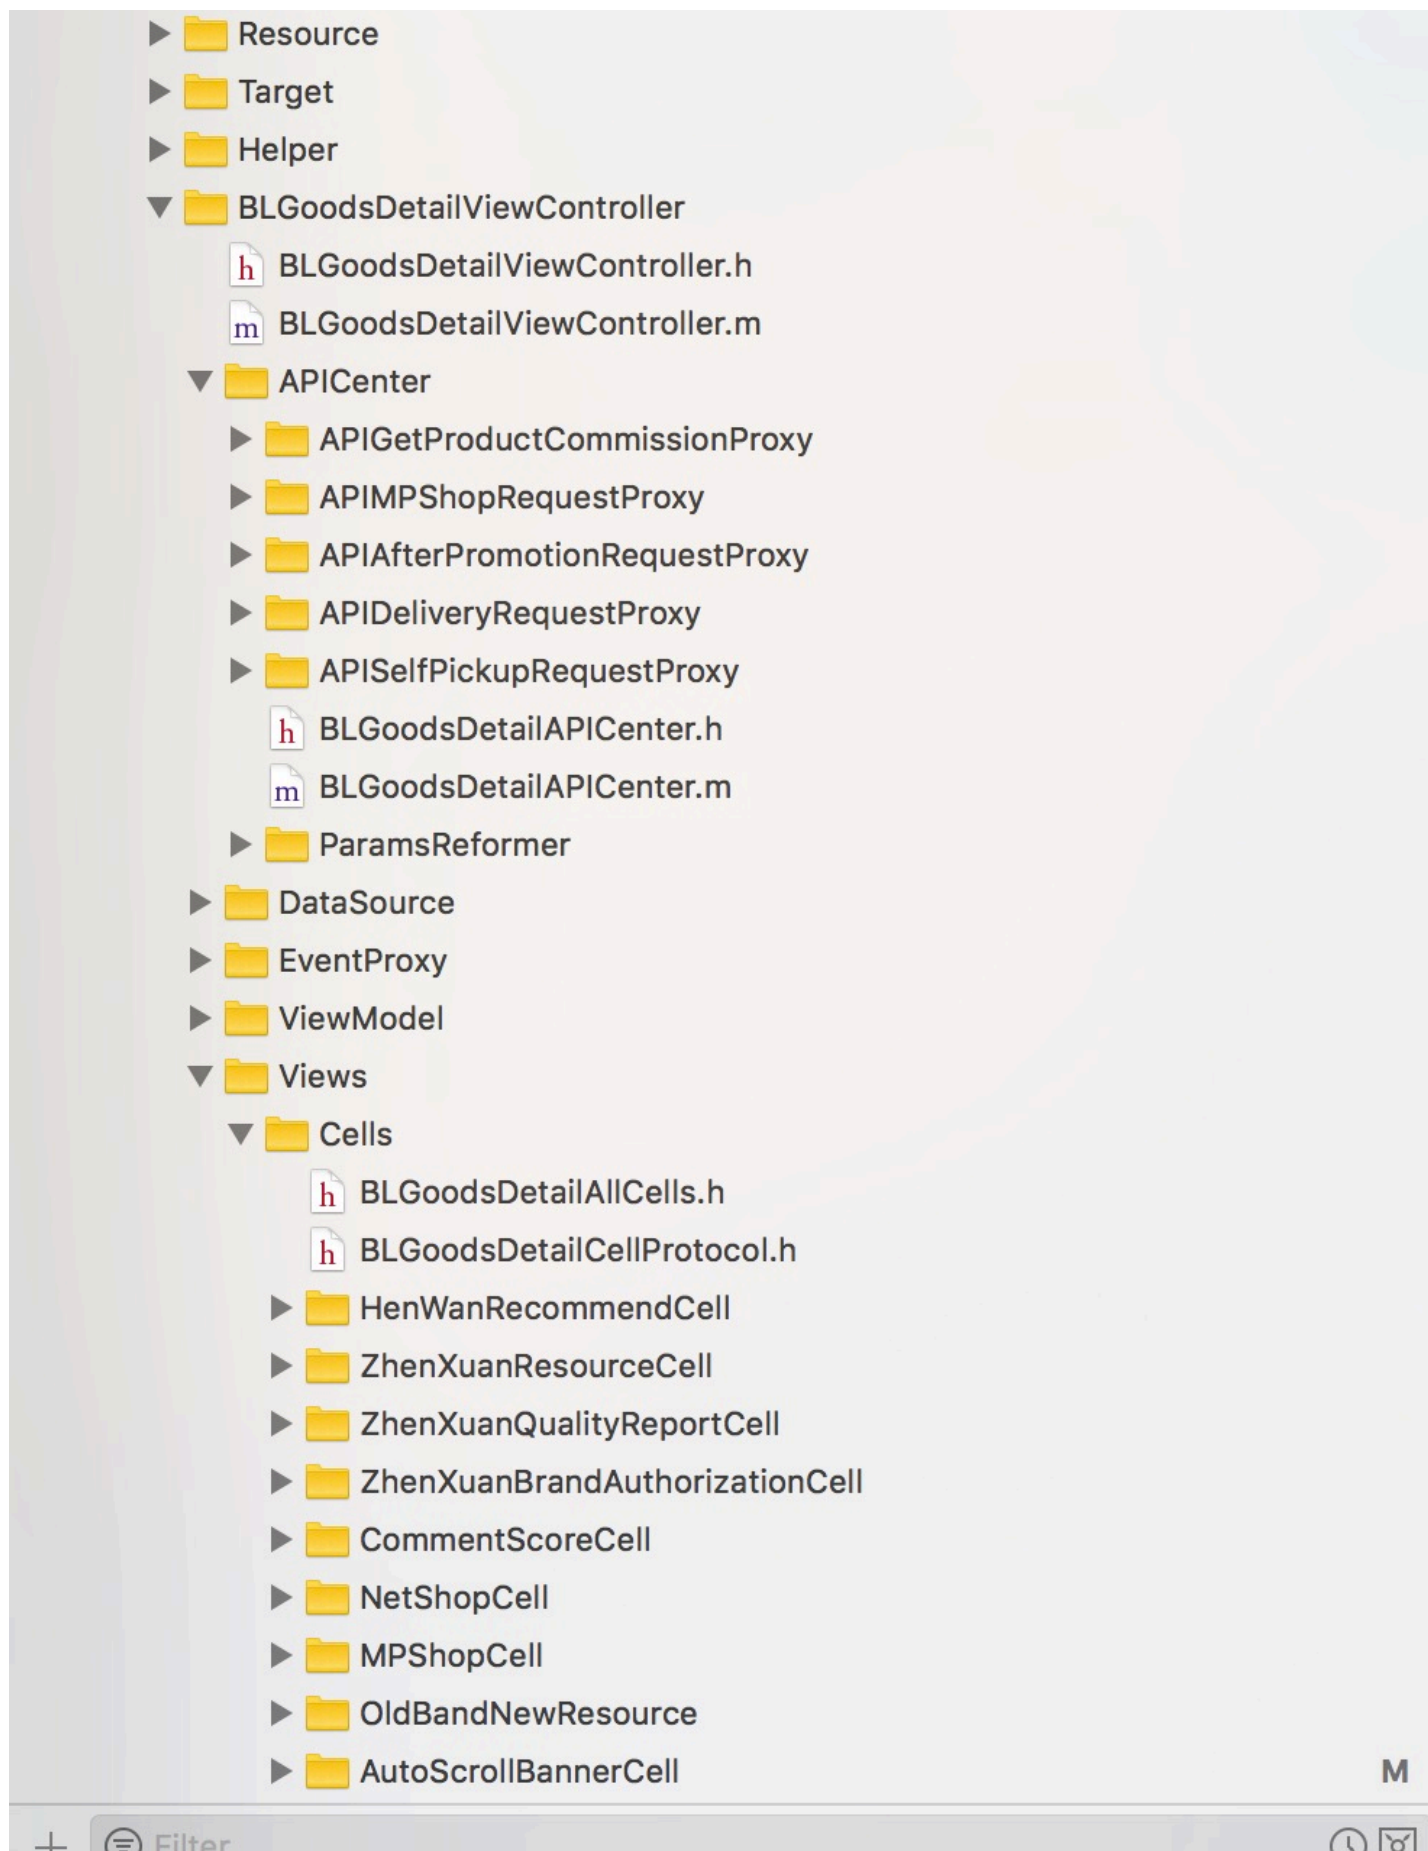 Resource
Target
Helper
BLGoodsDetailViewController
h BLGoodsDetailViewController.h
m BLGoodsDetailViewController.m
APICenter
APIGetProductCommissionProxy
APIMPShopRequestProxy
APIAfterPromotionRequestProxy
APIDeliveryRequestProxy
APISelfPickupRequestProxy
h BLGoodsDetailAPICenter.h
m BLGoodsDetailAPICenter.m
ParamsReformer
DataSource
EventProxy
ViewModel
Views
Cells
h BLGoodsDetailAllCells.h
h BLGoodsDetailCellProtocol.h
HenWanRecommendCell
ZhenXuanResourceCell
ZhenXuanQualityReportCell
ZhenXuanBrandAuthorizationCell
CommentScoreCell
NetShopCell
MPShopCell
OldBandNewResource
AutoScrollBannerCell M
Filter